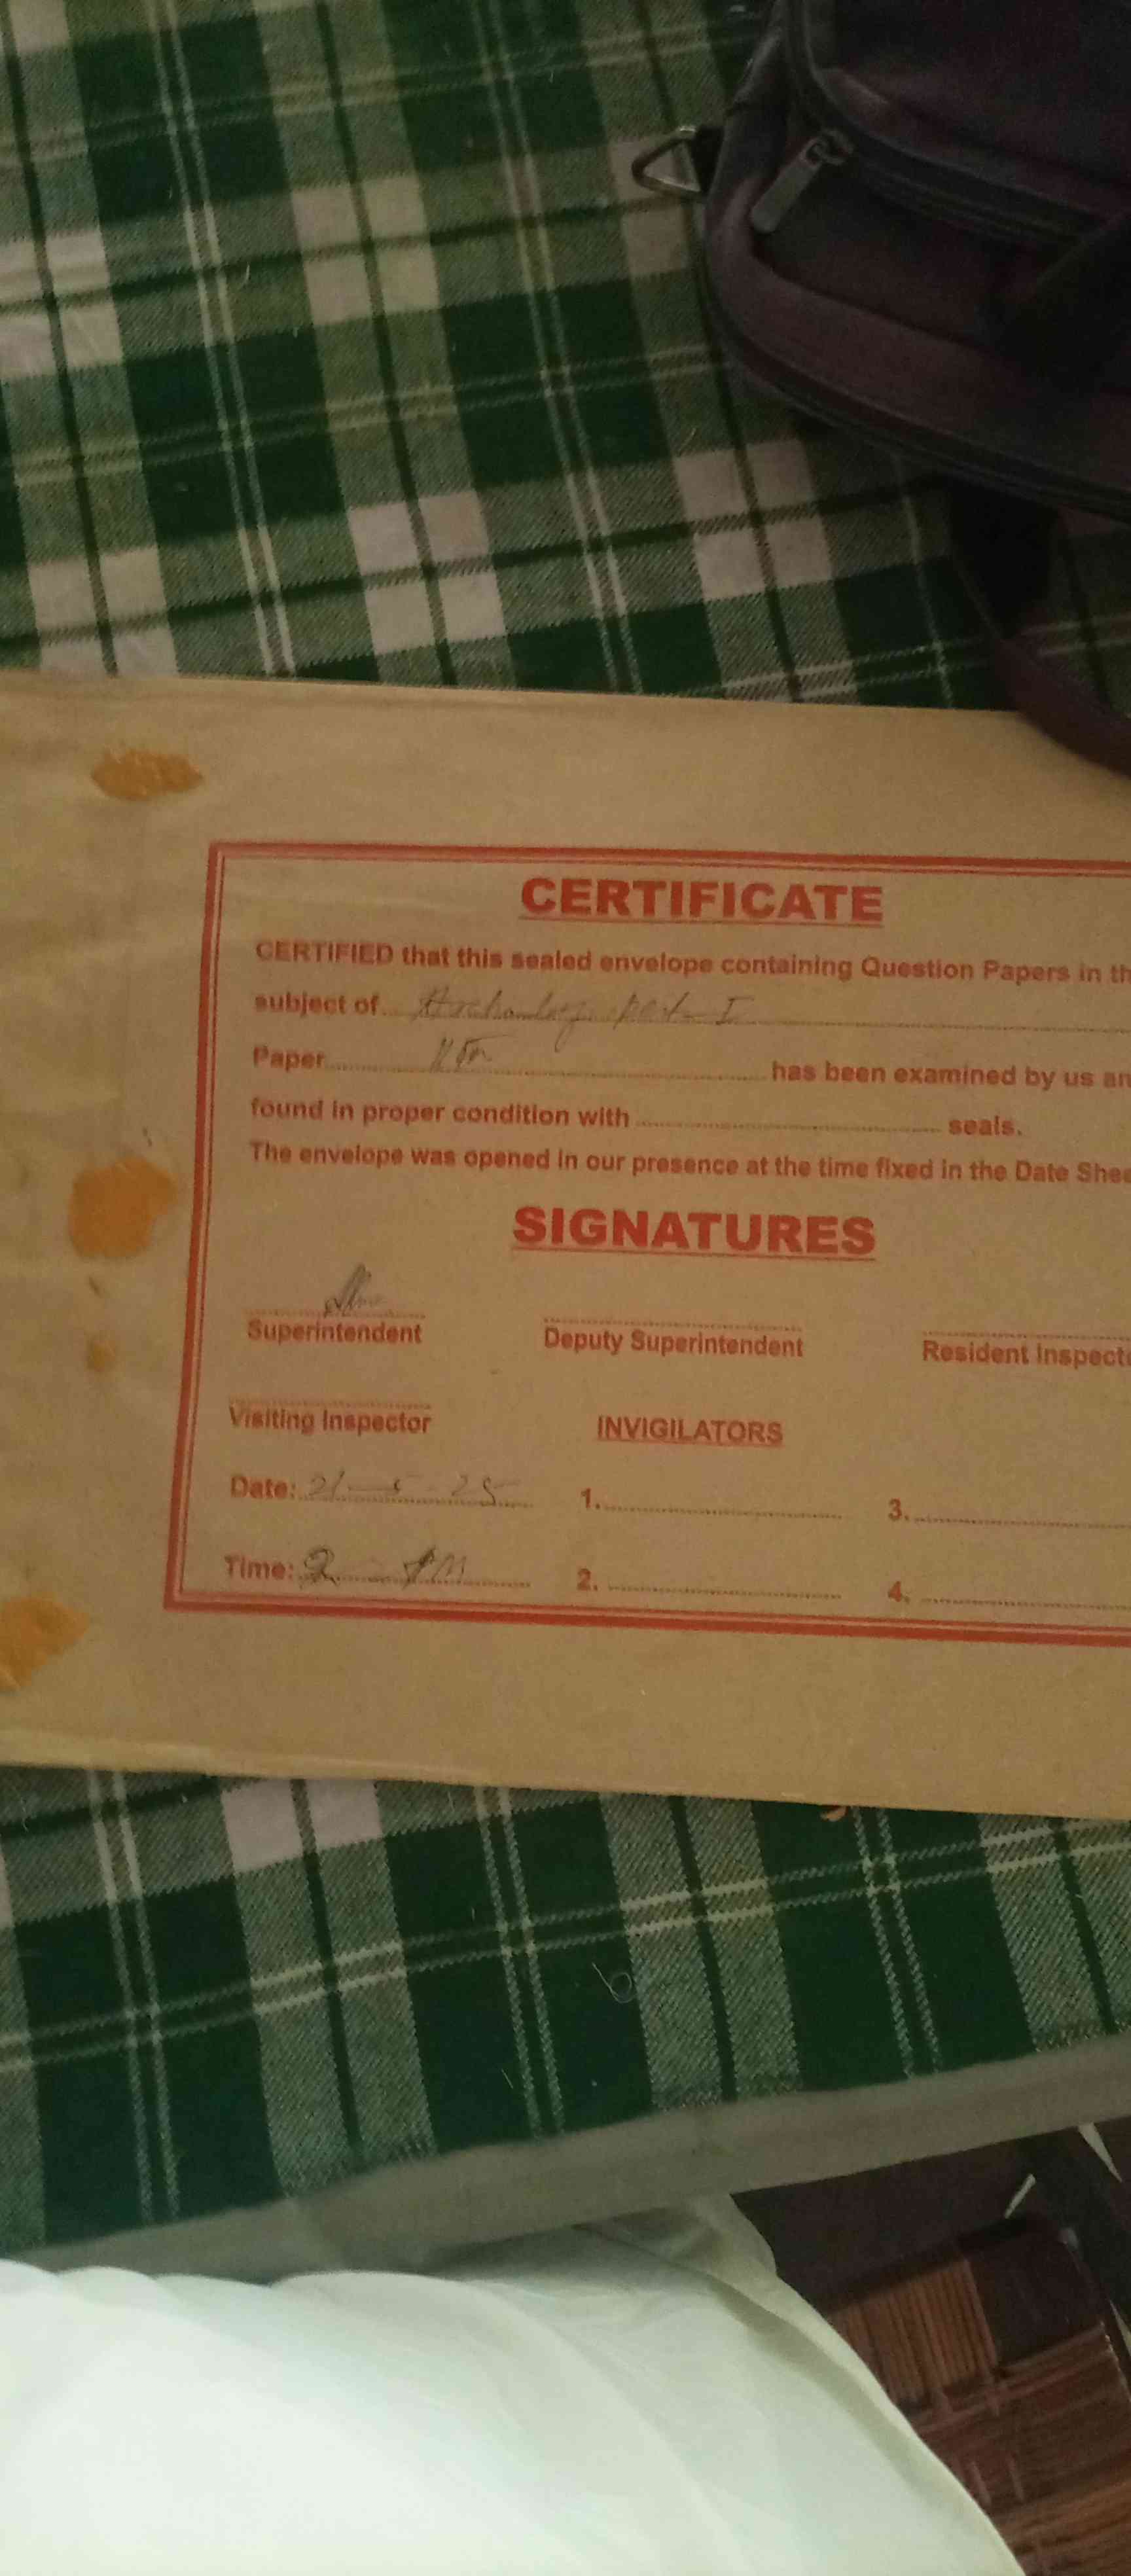 CERTIFICATE
CERTIFIED that this sealed envelope containing Question Papers in th
subject of
Paper has been examined by us an
found in proper condition with seals.
The envelope was opened in our presence at the time fixed in the Date Shee
SIGNATURES
Superintendent Deputy Superintendent Resident Inspect
Visiting Inspector INVIGILATORS
Date: 21-5-25 1. 3.
Time: 2 PM 2. 4.